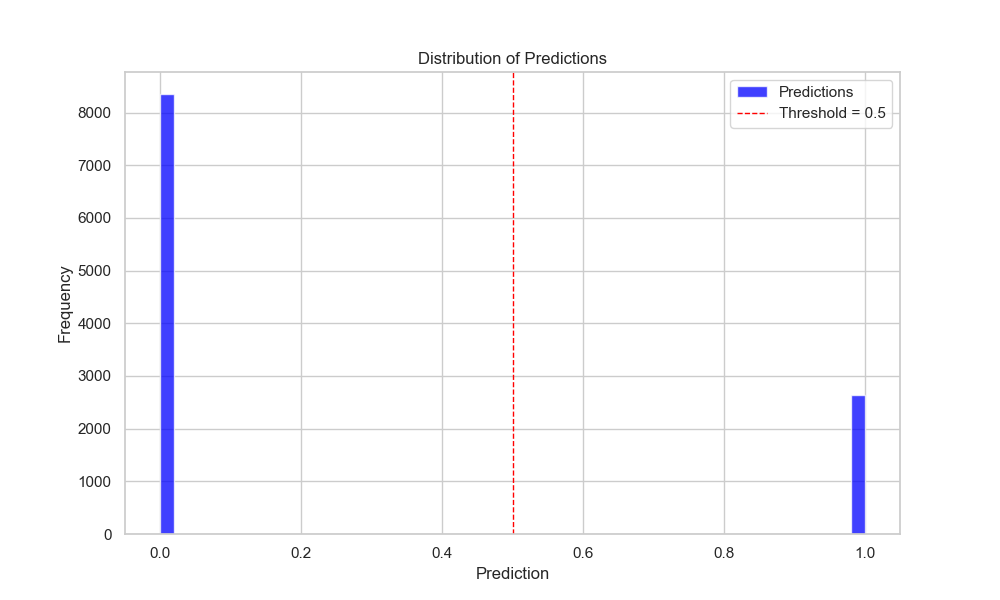 Distribution of Predictions
Predictions
Threshold = 0.5
Frequency
8000
7000
6000
5000
4000
3000
2000
1000
0
0.0 0.2 0.4 0.6 0.8 1.0
Prediction